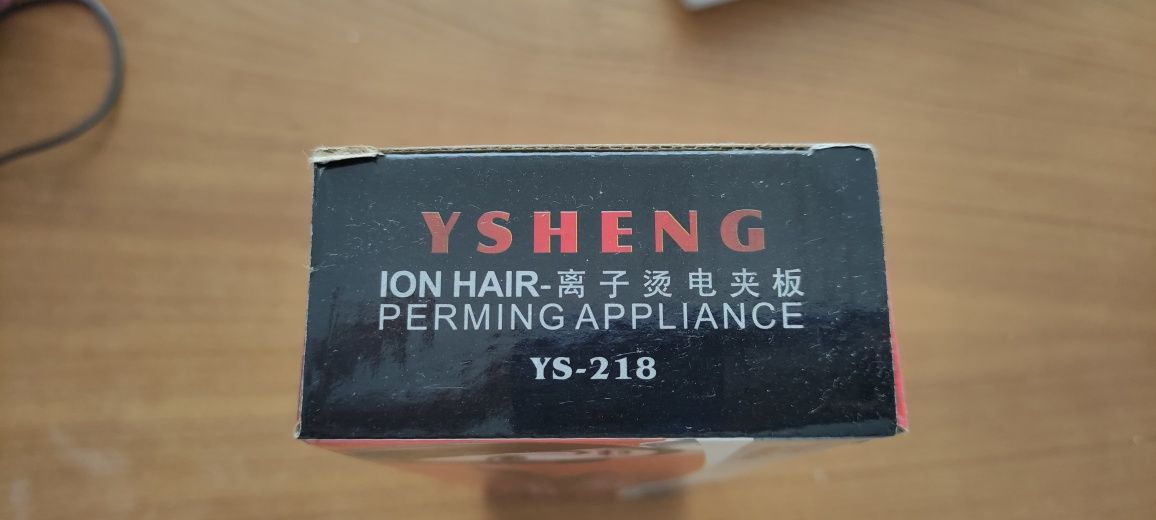 YSHENG
ION HAIR-离子烫电夹板
PERMING APPLIANCE
YS-218